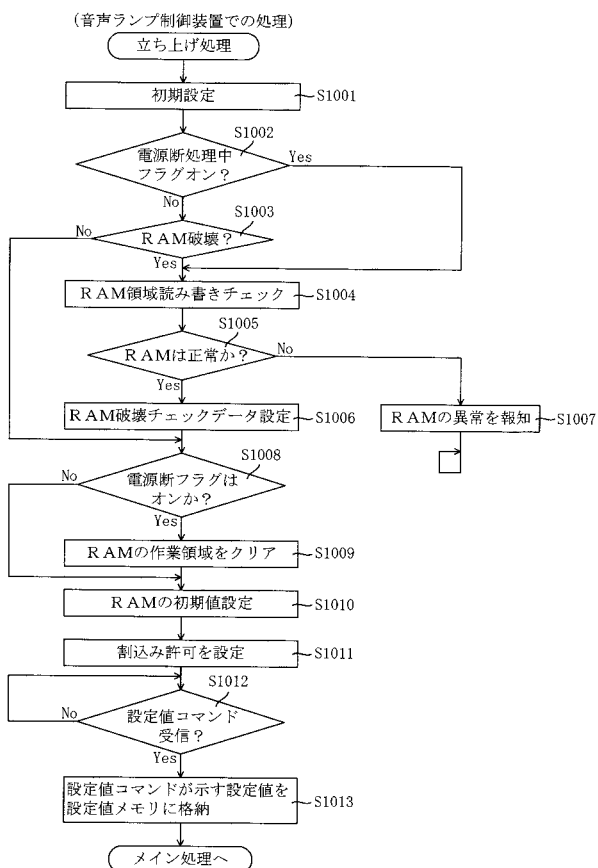 (音声ランプ制御装置での処理)
立ち上げ処理
初期設定
S1001
S1002
電源断処理中
フラグオン？
Yes
No
S1003
No
RAM破壊？
Yes
RAM領域読み書きチェック
S1004
S1005
RAMは正常か？
No
Yes
RAM破壊チェックデータ設定
S1006
RAMの異常を報知
S1007
S1008
No
電源断フラグは
オンか？
Yes
RAMの作業領域をクリア
S1009
RAMの初期値設定
S1010
割込み許可を設定
S1011
S1012
No
設定値コマンド
受信？
Yes
設定値コマンドが示す設定値を
設定値メモリに格納
S1013
メイン処理へ